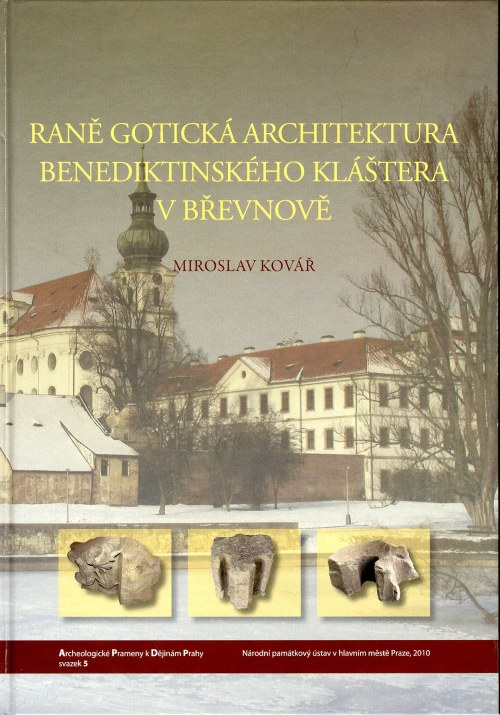 RANĚ GOTICKÁ ARCHITEKTURA
BENEDIKTINSKÉHO KLÁŠTERA
V BŘEVNOVĚ
MIROSLAV KOVÁŘ
Archeologické Prameny k Dějinám Prahy
svazek 5
Národní památkový ústav v hlavním městě Praze, 2010